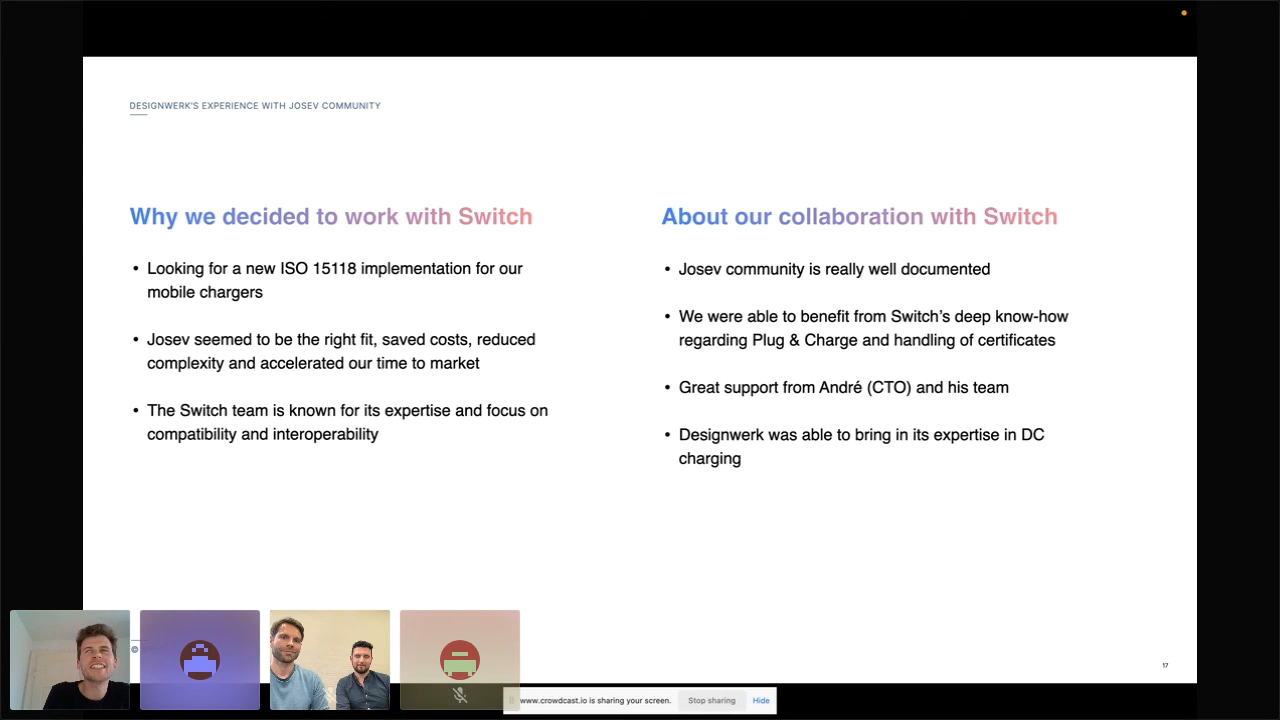 DESIGNWERK'S EXPERIENCE WITH JOSEV COMMUNITY
Why we decided to work with Switch
• Looking for a new ISO 15118 implementation for our
mobile chargers
• Josev seemed to be the right fit, saved costs, reduced
complexity and accelerated our time to market
• The Switch team is known for its expertise and focus on
compatibility and interoperability
About our collaboration with Switch
• Josev community is really well documented
• We were able to benefit from Switch's deep know-how
regarding Plug & Charge and handling of certificates
• Great support from André (CTO) and his team
• Designwerk was able to bring in its expertise in DC
charging
©
17
www.crowdcast.io is sharing your screen.
Stop sharing
Hide